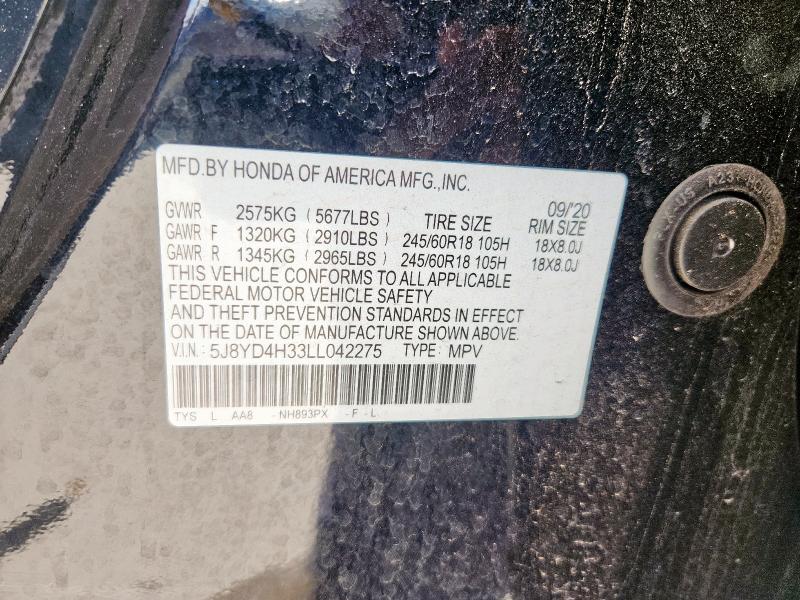 MFD.BY HONDA OF AMERICA MFG.,INC.
09/'20
GVWR 2575KG (5677LBS) TIRE SIZE RIM SIZE
GAWR F 1320KG (2910LBS) 245/60R18 105H 18X8.0J
GAWR R 1345KG (2965LBS) 245/60R18 105H 18X8.0J
THIS VEHICLE CONFORMS TO ALL APPLICABLE
FEDERAL MOTOR VEHICLE SAFETY
AND THEFT PREVENTION STANDARDS IN EFFECT
ON THE DATE OF MANUFACTURE SHOWN ABOVE.
V.I.N.: 5J8YD4H33LL042275 TYPE: MPV
TYS L AA8 -NH893PX -F -L